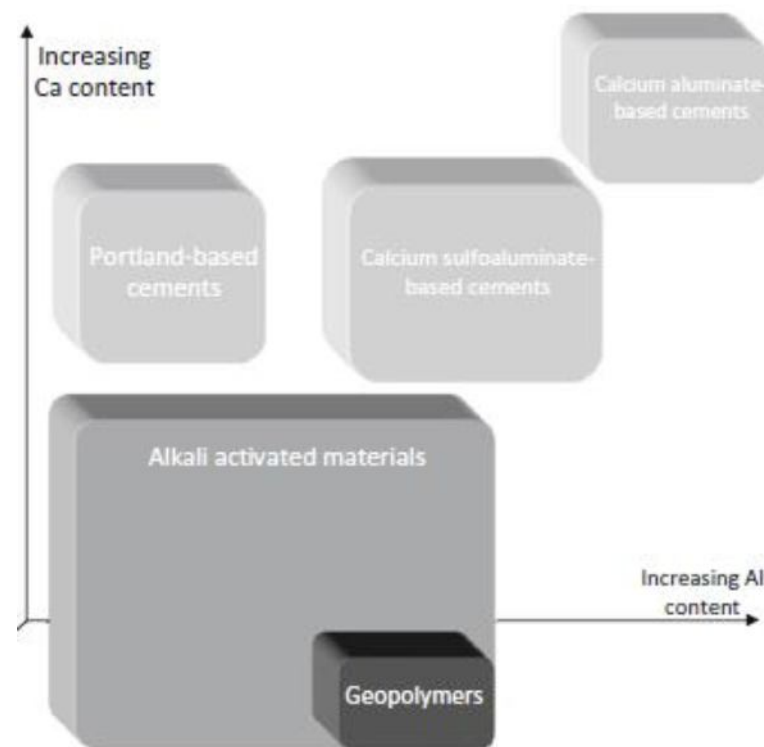 Increasing
Ca content
Calcium aluminate-
based cements
Portland-based
cements
Calcium sulfoaluminate-
based cements
Alkali activated materials
Increasing Al
content
Geopolymers